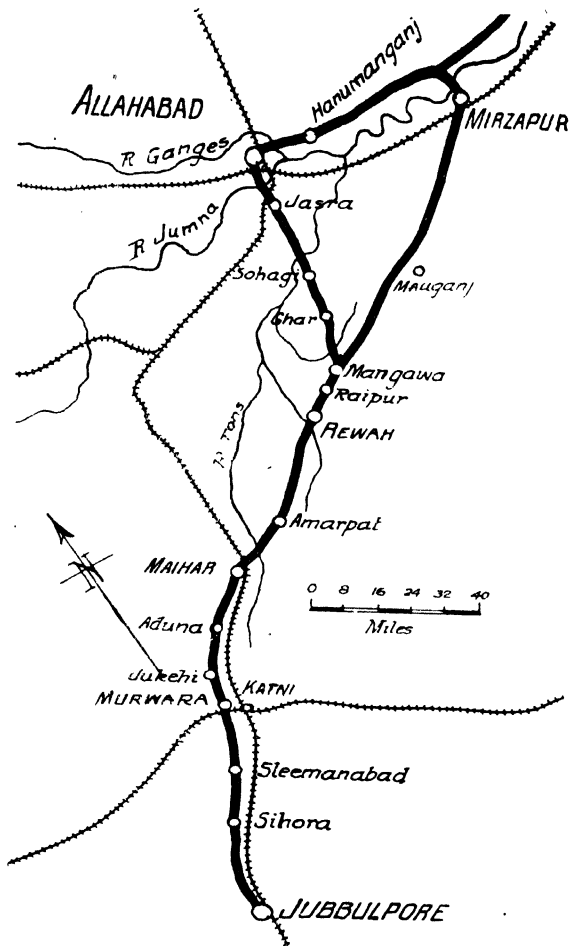 Hanumanganj
ALLAHABAD
MIRZAPUR
R Ganges
Jasra
R Jumna
Sohagi
Mauganj
Ghar
Mangawa
Raipur
REWAH
R Tons
Amarpat
N
MAIHAR
0 8 16 24 32 40
Miles
Aduna
Jukehi
KATNI
MURWARA
Sleemanabad
Sihora
JUBBULPORE